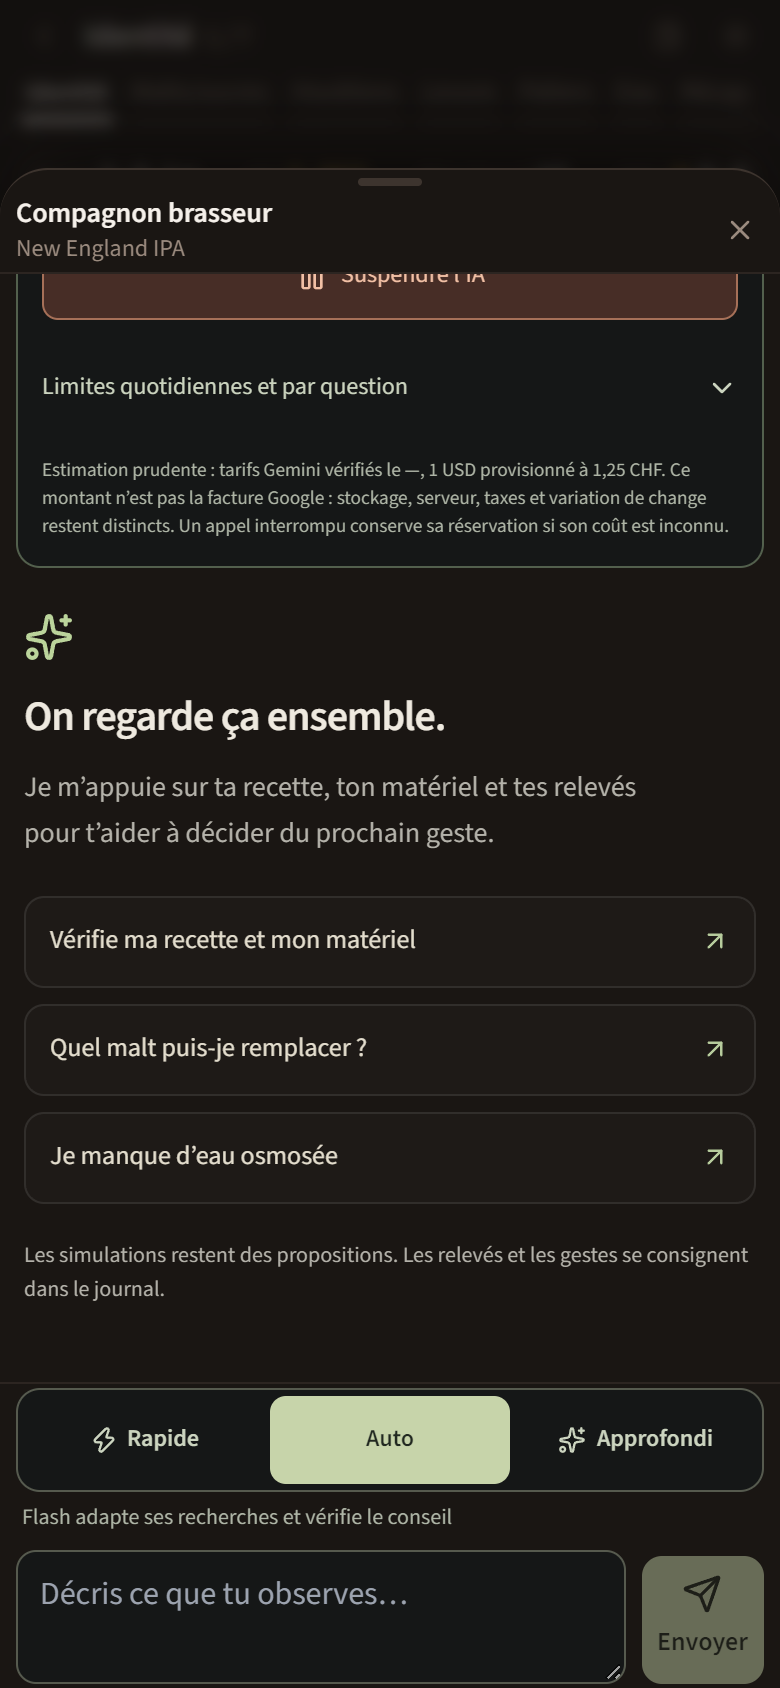 Compagnon brasseur
New England IPA
Suspendre l'IA
Limites quotidiennes et par question
Estimation prudente : tarifs Gemini vérifiés le —, 1 USD provisionné à 1,25 CHF. Ce
montant n’est pas la facture Google : stockage, serveur, taxes et variation de change
restent distincts. Un appel interrompu conserve sa réservation si son coût est inconnu.
On regarde ça ensemble.
Je m’appuie sur ta recette, ton matériel et tes relevés
pour t’aider à décider du prochain geste.
Vérifie ma recette et mon matériel
Quel malt puis-je remplacer ?
Je manque d’eau osmosée
Les simulations restent des propositions. Les relevés et les gestes se consignent
dans le journal.
Rapide
Auto
Approfondi
Flash adapte ses recherches et vérifie le conseil
Décris ce que tu observes…
Envoyer